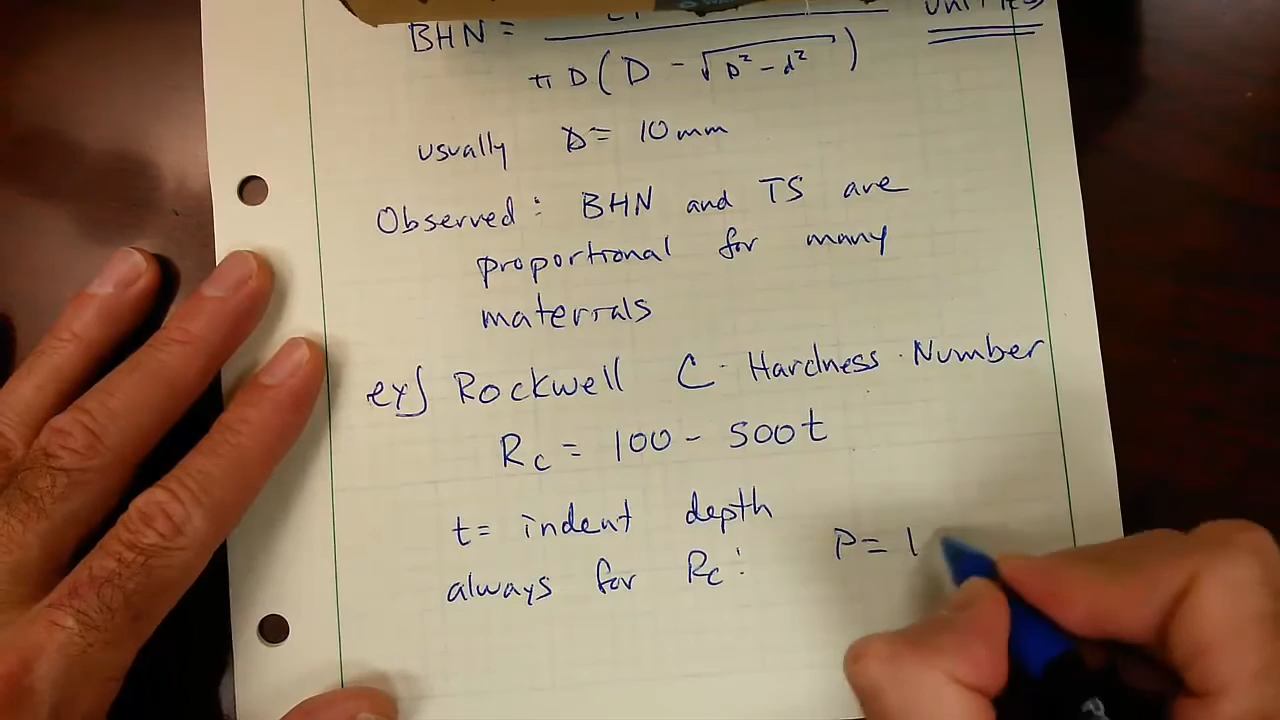 BHN =
π D ( D - √D² - d² )
usually D = 10 mm
Observed : BHN and TS are
proportional for many
materials
ex) Rockwell C Hardness Number
Rc = 100 - 500t
t = indent depth
always for Rc : P = 1